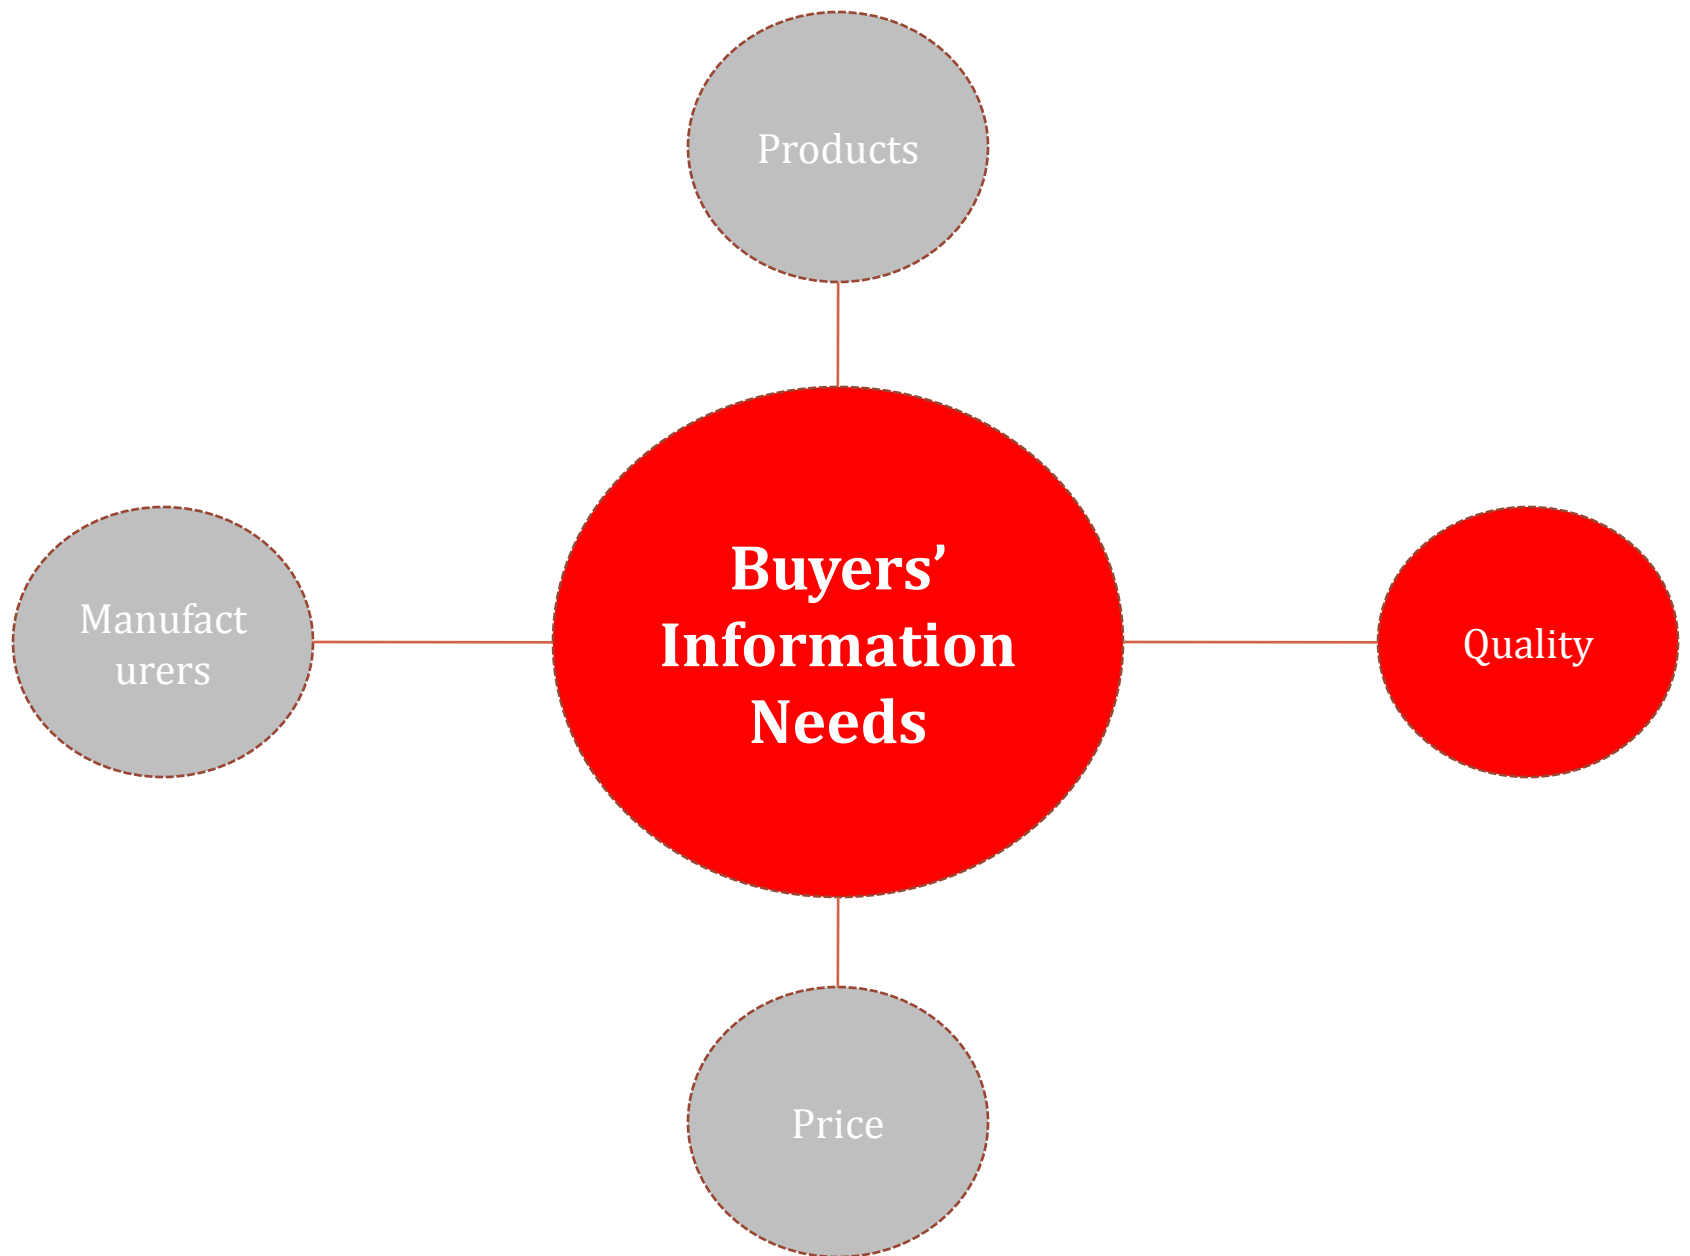 Products
Manufact
urers
Buyers’
Information
Needs
Quality
Price